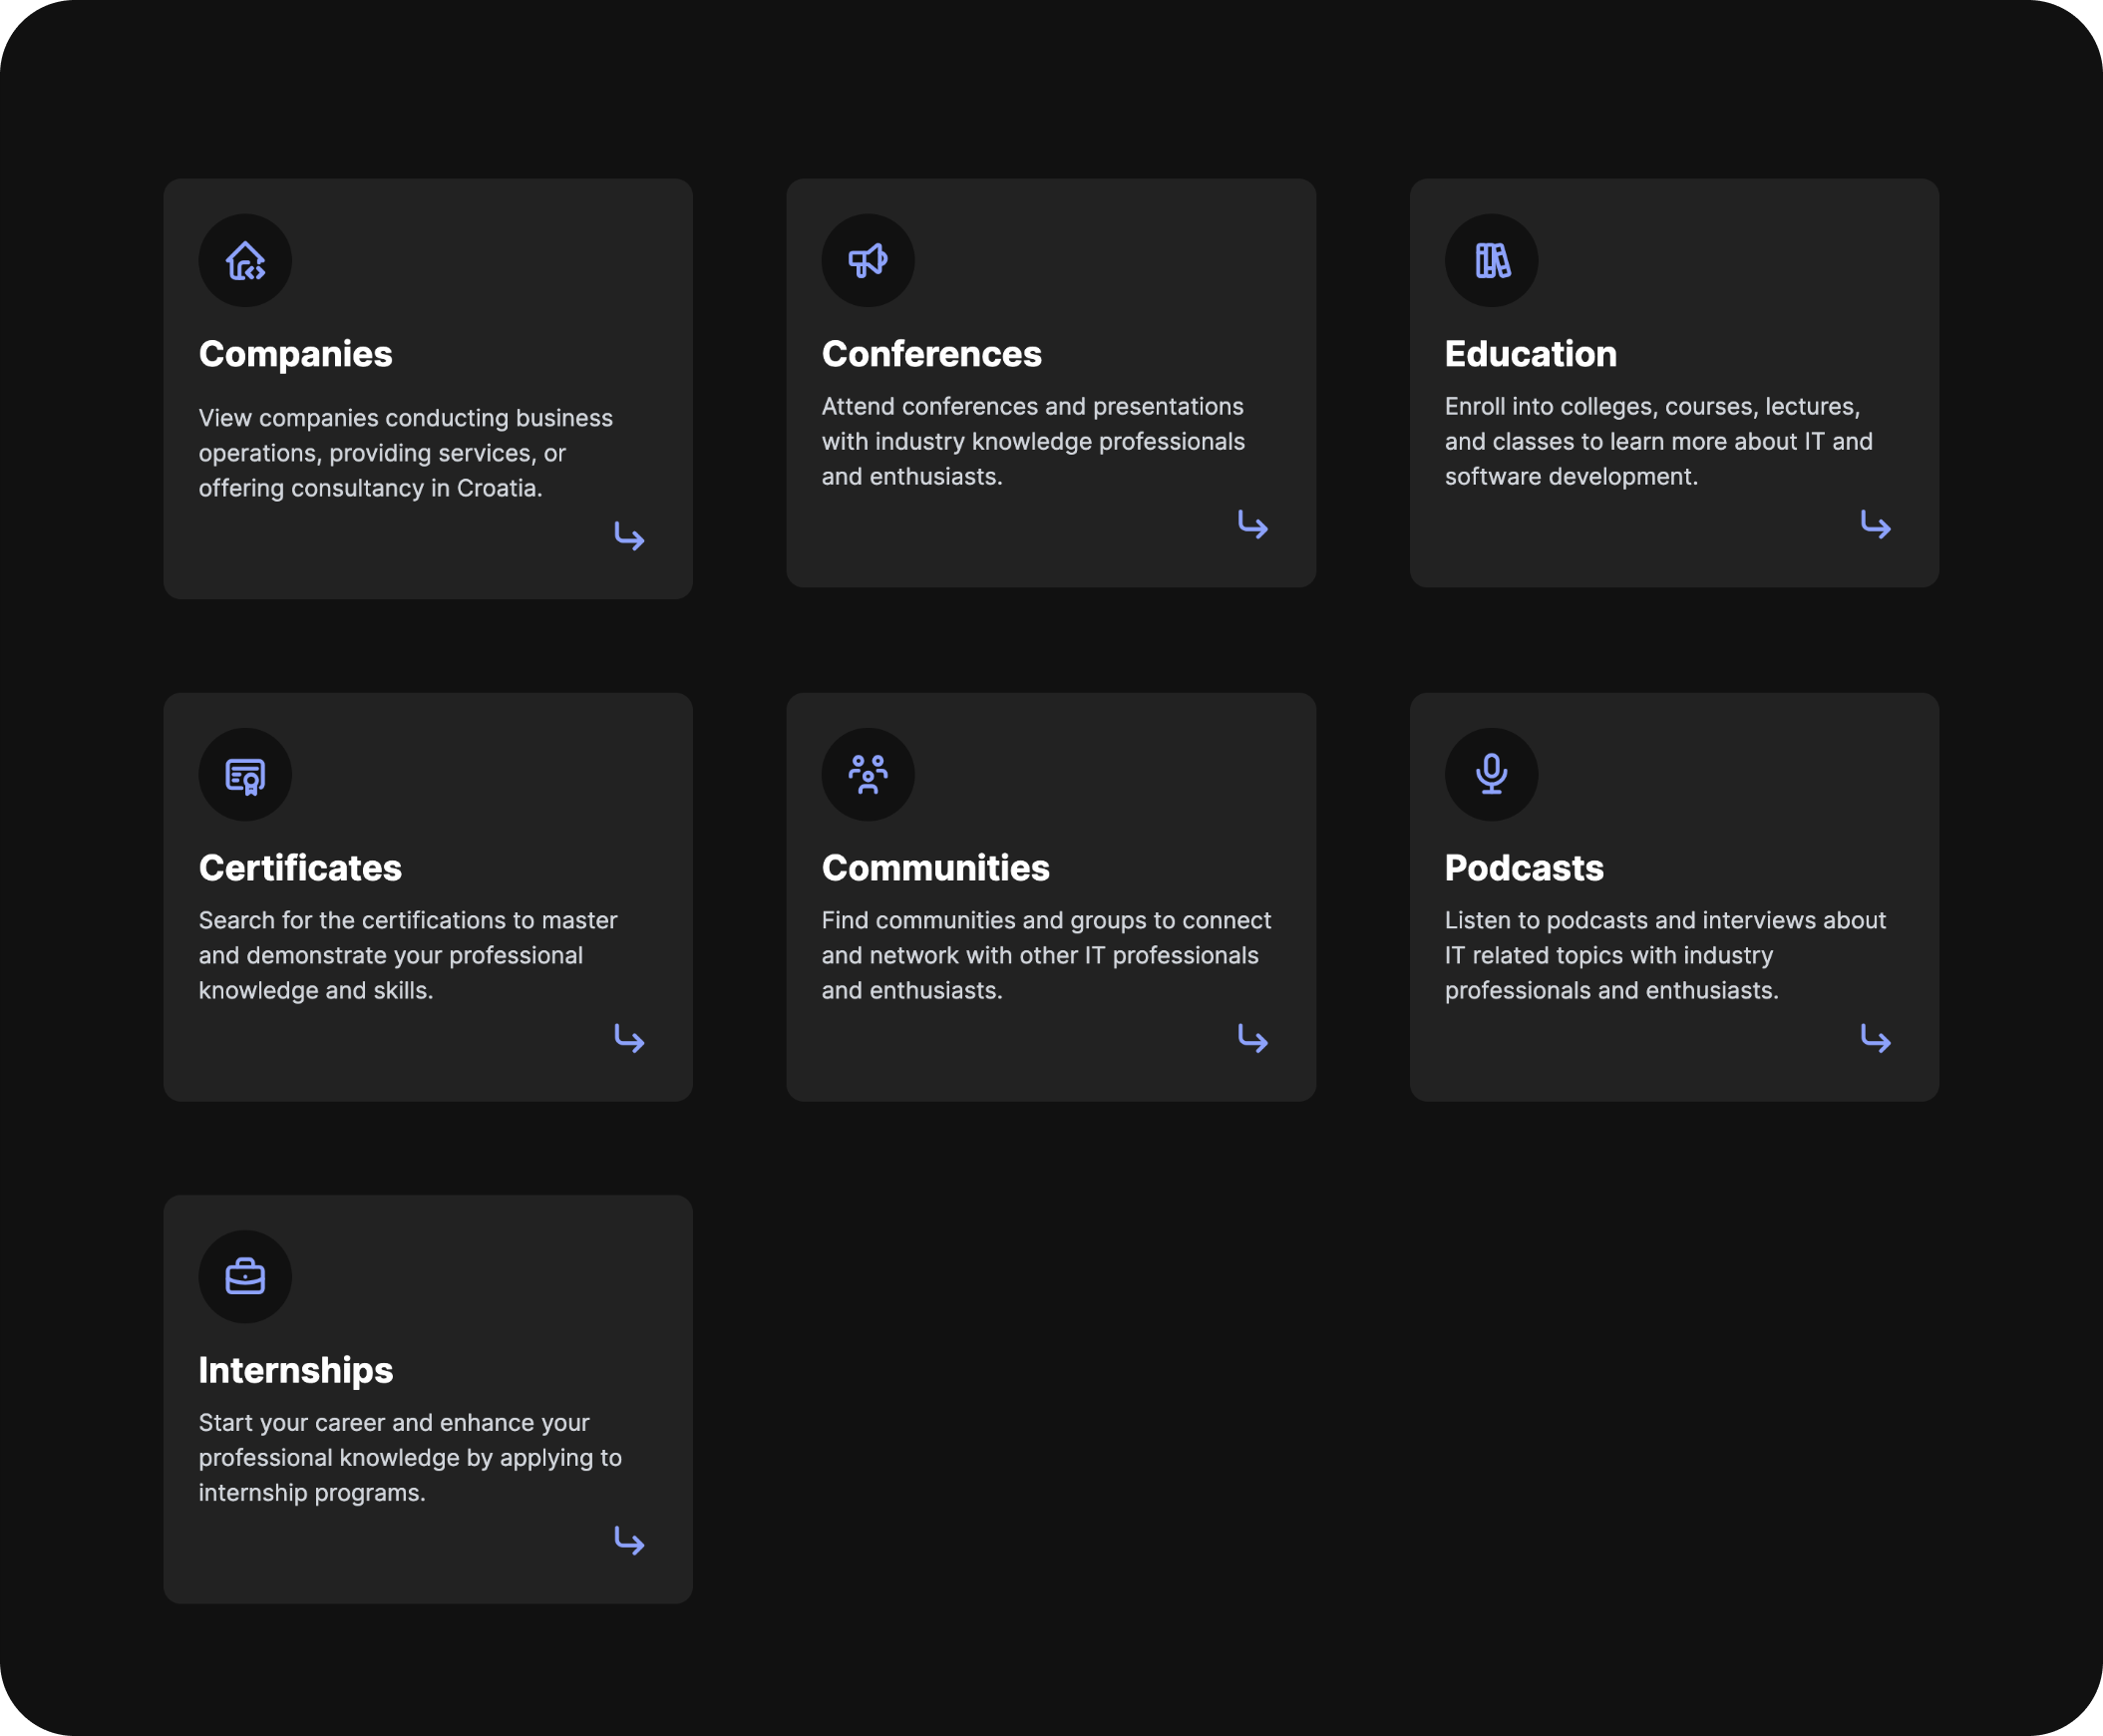 Companies
View companies conducting business
operations, providing services, or
offering consultancy in Croatia.
Conferences
Attend conferences and presentations
with industry knowledge professionals
and enthusiasts.
Education
Enroll into colleges, courses, lectures,
and classes to learn more about IT and
software development.
Certificates
Search for the certifications to master
and demonstrate your professional
knowledge and skills.
Communities
Find communities and groups to connect
and network with other IT professionals
and enthusiasts.
Podcasts
Listen to podcasts and interviews about
IT related topics with industry
professionals and enthusiasts.
Internships
Start your career and enhance your
professional knowledge by applying to
internship programs.